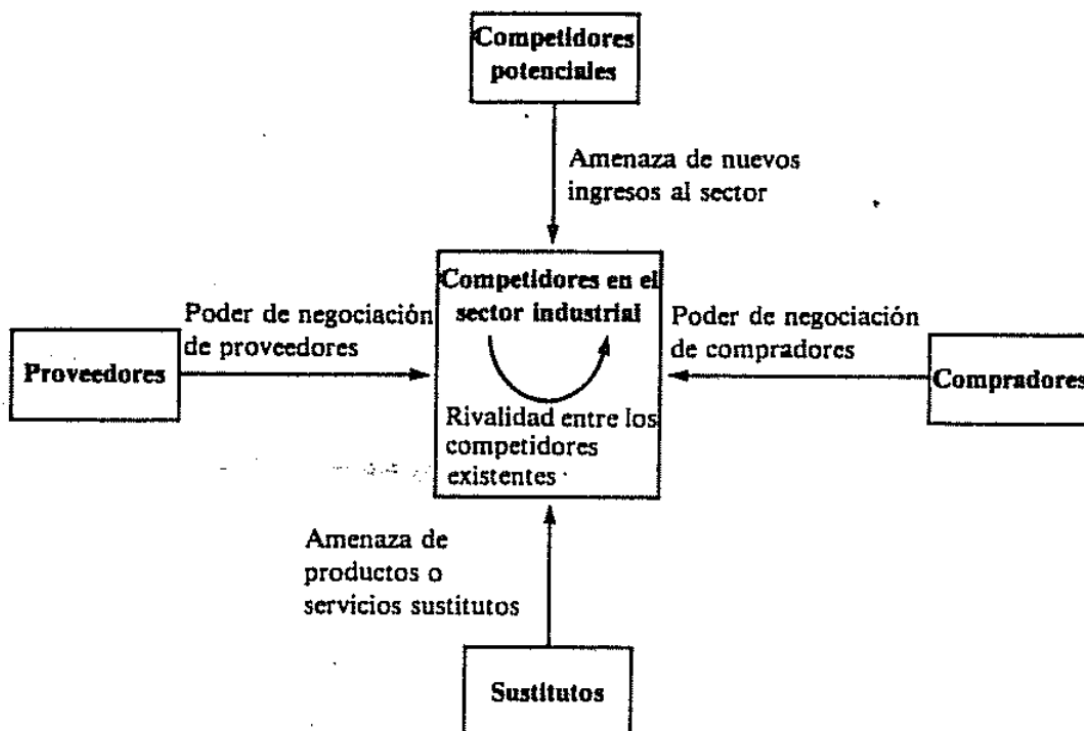 Competidores
potenciales
Amenaza de nuevos
ingresos al sector
Competidores en el
sector industrial
Poder de negociación
de proveedores
Poder de negociación
de compradores
Proveedores
Compradores
Rivalidad entre los
competidores
existentes
Amenaza de
productos o
servicios sustitutos
Sustitutos